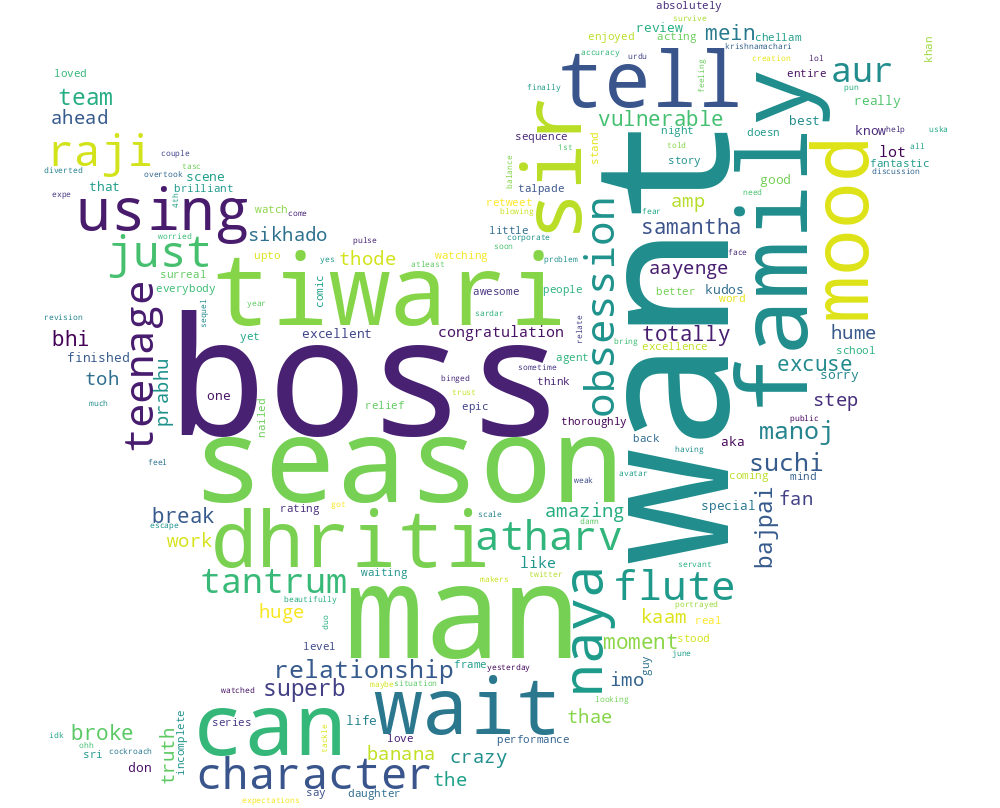 absolutely
survive
review
acting
mein
chellam
enjoyed
krishnamachari
khan
accuracy
urdu
creation
lol
tell
feeling
entire
aur
pun
loved
finally
team
best
really
ahead
vulnerable
sequence
night
doesn
know
help
uska
raji
couple
1st
stand
told
story
lot
all
fantastic
discussion
diverted
tasc
overtook
scene
that
brilliant
expe
4th
balance
talpade
good
need
family
mood
sir
want
using
watch
come
retweet
blowing
amp
fear
samantha
little
corporate
obsession
sikhado
just
worried
pulse
upto
yes
thode
watching
atleast
soon
problem
face
surreal
everybody
aayenge
tiwari
comic
awesome
people
better
kudos
word
teenage
year
sardar
sequel
revision
bhi
yet
excellent
congratulation
relate
bring
totally
hume
school
excellence
finished
agent
sometime
think
excuse
sorry
toh
prabhu
binged
trust
boss
one
much
relief
epic
thoroughly
nailed
step
public
manoj
back
aka
having
season
feel
weak
avatar
suchi
mind
coming
rating
got
scale
amazing
special
fan
bajpai
break
escape
damn
work
dhriti
atharv
like
servant
waiting
makers
twitter
tantrum
flute
beautifully
portrayed
huge
man
duo
naya
kaam
real
level
moment
stood
june
guy
relationship
frame
yesterday
imo
looking
watched
superb
maybe
situation
series
can
life
wait
thae
idk
broke
ohh
sri
cockroach
truth
incomplete
tackle
love
performance
don
banana
crazy
character
the
say
daughter
expectations